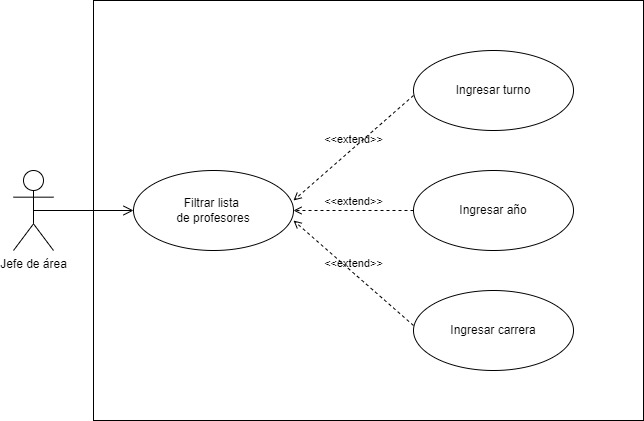 Ingresar turno
<<extend>>
Filtrar lista
de profesores
<<extend>>
Ingresar año
Jefe de área
<<extend>>
Ingresar carrera